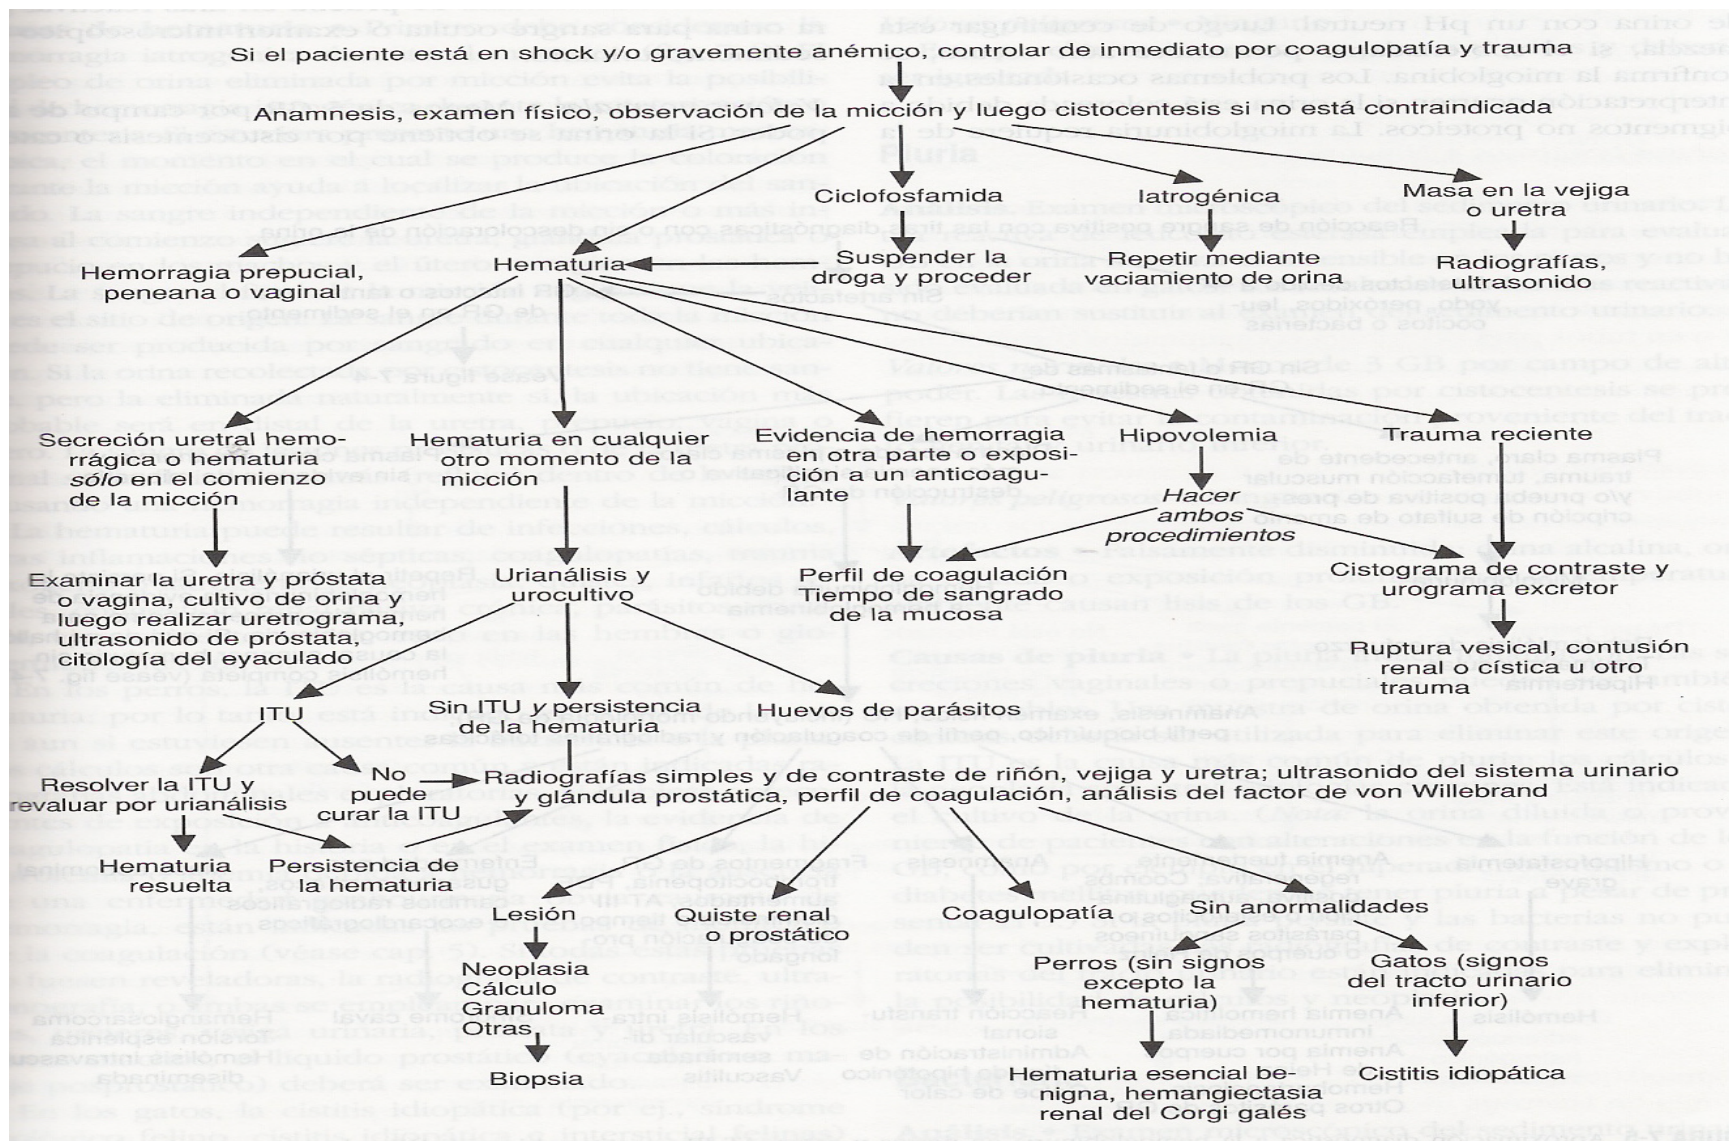 Si el paciente está en shock y/o gravemente anémico, controlar de inmediato por coagulopatía y trauma
Anamnesis, examen físico, observación de la micción y luego cistocentesis si no está contraindicada
Ciclofosfamida
Iatrogénica
Masa en la vejiga
o uretra
Hemorragia prepucial,
peneana o vaginal
Hematuria
Suspender la
droga y proceder
Repetir mediante
vaciamiento de orina
Radiografías,
ultrasonido
Secreción uretral hemo-
rrágica o hematuria
sólo en el comienzo
de la micción
Hematuria en cualquier
otro momento de la
micción
Evidencia de hemorragia
en otra parte o exposi-
ción a un anticoagu-
lante
Hipovolemia
Trauma reciente
Hacer
ambos
procedimientos
Examinar la uretra y próstata
o vagina, cultivo de orina y
luego realizar uretrograma,
ultrasonido de próstata,
citología del eyaculado
Urianálisis y
urocultivo
Perfil de coagulación
Tiempo de sangrado
de la mucosa
Cistograma de contraste y
urograma excretor
Ruptura vesical, contusión
renal o cística u otro
trauma
ITU
Sin ITU y persistencia
de la hematuria
Huevos de parásitos
Resolver la ITU y
revaluar por urianálisis
No
puede
curar la ITU
Radiografías simples y de contraste de riñón, vejiga y uretra; ultrasonido del sistema urinario
y glándula prostática, perfil de coagulación, análisis del factor de von Willebrand
Hematuria
resuelta
Persistencia de
la hematuria
Lesión
Quiste renal
o prostático
Coagulopatía
Sin anormalidades
Neoplasia
Cálculo
Granuloma
Otras
Biopsia
Perros (sin signos
excepto la
hematuria)
Gatos (signos
del tracto urinario
inferior)
Hematuria esencial be-
nigna, hemangiectasia
renal del Corgi galés
Cistitis idiopática